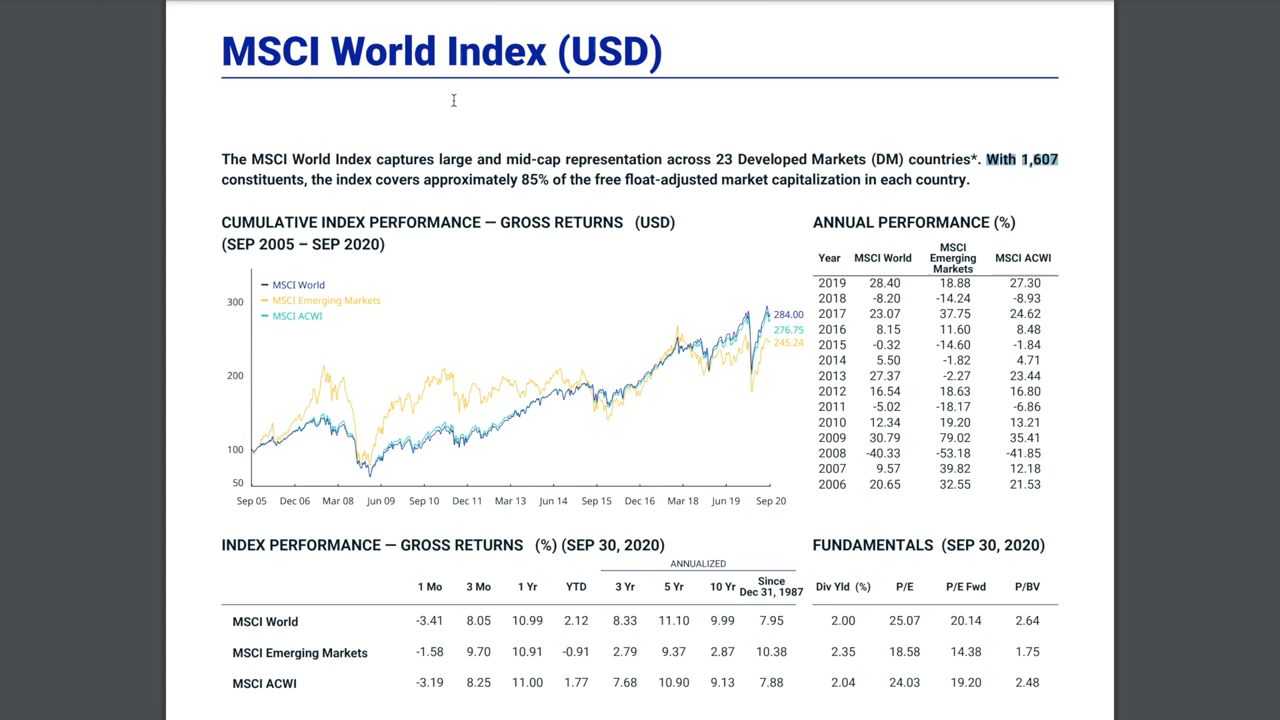 MSCI World Index (USD)
The MSCI World Index captures large and mid-cap representation across 23 Developed Markets (DM) countries*. With 1,607
constituents, the index covers approximately 85% of the free float-adjusted market capitalization in each country.
CUMULATIVE INDEX PERFORMANCE — GROSS RETURNS (USD)
(SEP 2005 – SEP 2020)
MSCI World
MSCI Emerging Markets
MSCI ACWI
300
200
100
50
284.00
276.75
245.24
Sep 05 Dec 06 Mar 08 Jun 09 Sep 10 Dec 11 Mar 13 Jun 14 Sep 15 Dec 16 Mar 18 Jun 19 Sep 20
ANNUAL PERFORMANCE (%)
Year MSCI World MSCI Emerging Markets MSCI ACWI
2019 28.40 18.88 27.30
2018 -8.20 -14.24 -8.93
2017 23.07 37.75 24.62
2016 8.15 11.60 8.48
2015 -0.32 -14.60 -1.84
2014 5.50 -1.82 4.71
2013 27.37 -2.27 23.44
2012 16.54 18.63 16.80
2011 -5.02 -18.17 -6.86
2010 12.34 19.20 13.21
2009 30.79 79.02 35.41
2008 -40.33 -53.18 -41.85
2007 9.57 39.82 12.18
2006 20.65 32.55 21.53
INDEX PERFORMANCE — GROSS RETURNS (%) (SEP 30, 2020)
ANNUALIZED
1 Mo 3 Mo 1 Yr YTD 3 Yr 5 Yr 10 Yr Since Dec 31, 1987
MSCI World -3.41 8.05 10.99 2.12 8.33 11.10 9.99 7.95
MSCI Emerging Markets -1.58 9.70 10.91 -0.91 2.79 9.37 2.87 10.38
MSCI ACWI -3.19 8.25 11.00 1.77 7.68 10.90 9.13 7.88
FUNDAMENTALS (SEP 30, 2020)
Div Yld (%) P/E P/E Fwd P/BV
2.00 25.07 20.14 2.64
2.35 18.58 14.38 1.75
2.04 24.03 19.20 2.48